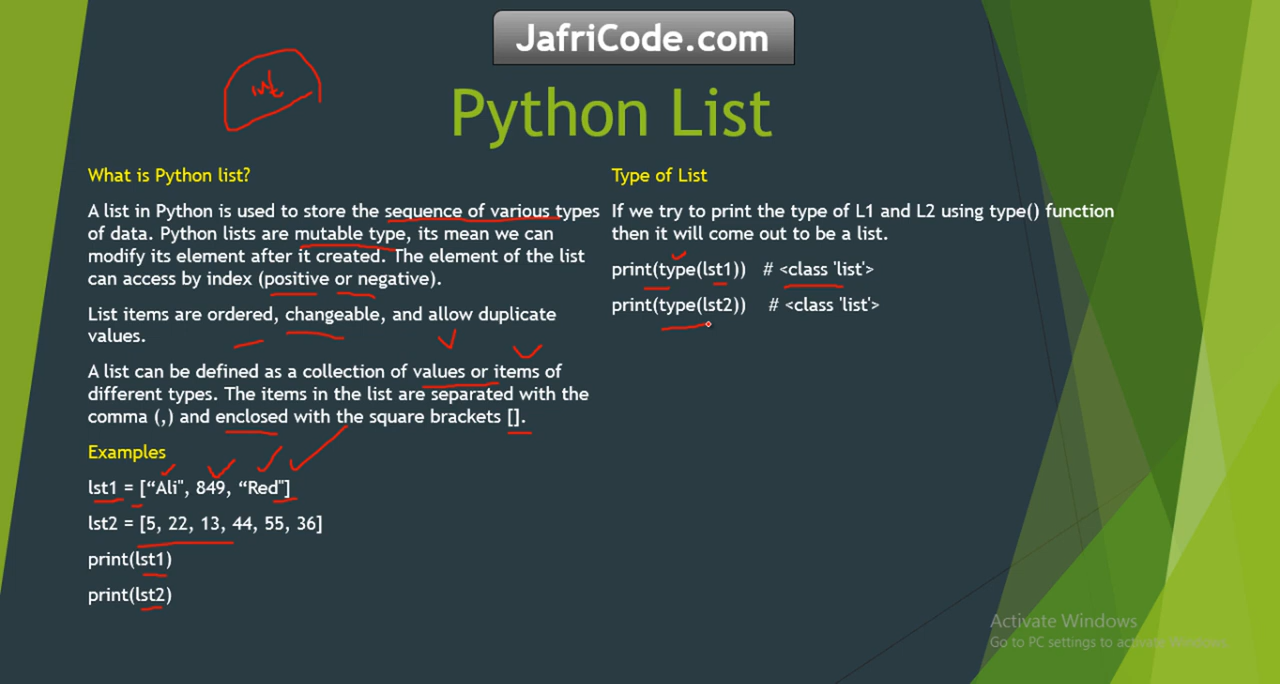 JafriCode.com
int
Python List
What is Python list?
A list in Python is used to store the sequence of various types
of data. Python lists are mutable type, its mean we can
modify its element after it created. The element of the list
can access by index (positive or negative).
List items are ordered, changeable, and allow duplicate
values.
A list can be defined as a collection of values or items of
different types. The items in the list are separated with the
comma (,) and enclosed with the square brackets [].
Examples
lst1 = [“Ali", 849, “Red"]
lst2 = [5, 22, 13, 44, 55, 36]
print(lst1)
print(lst2)
Type of List
If we try to print the type of L1 and L2 using type() function
then it will come out to be a list.
print(type(lst1)) # <class 'list'>
print(type(lst2)) # <class 'list'>
Activate Windows
Go to PC settings to activate Windows.